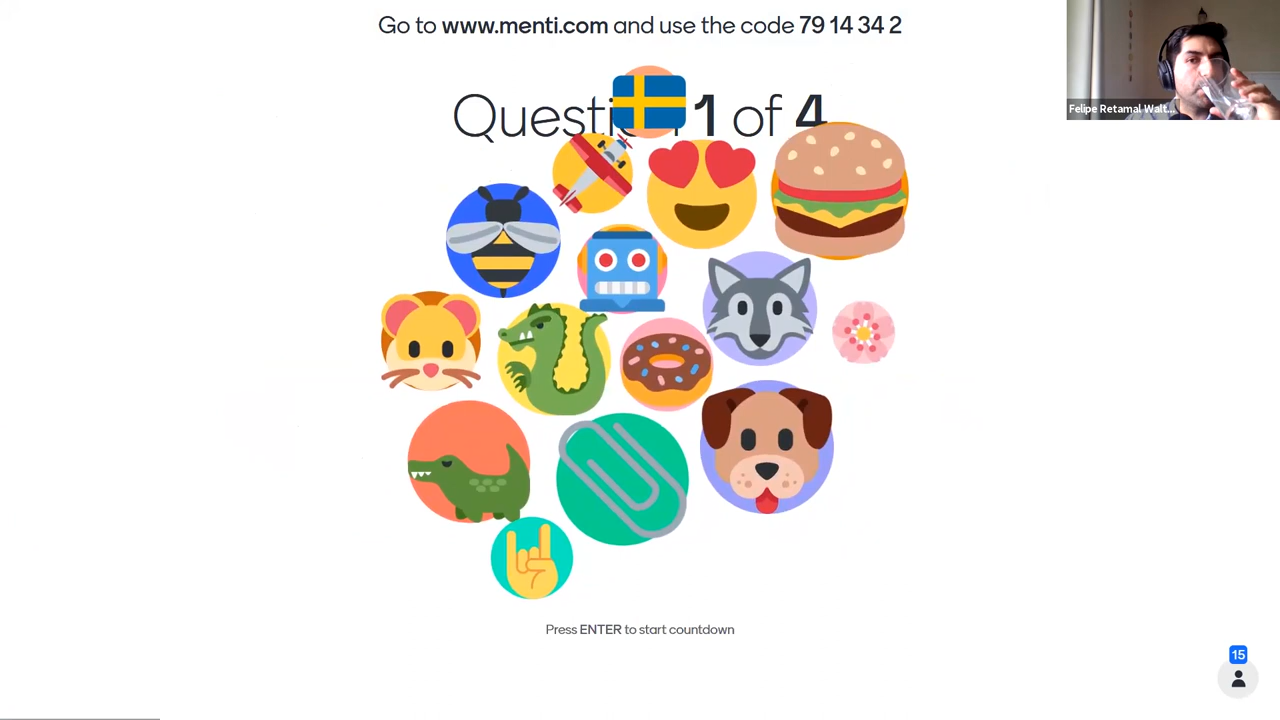 Go to www.menti.com and use the code 79 14 34 2
Felipe Retamal Walt...
Question 1 of 4
Press ENTER to start countdown
15